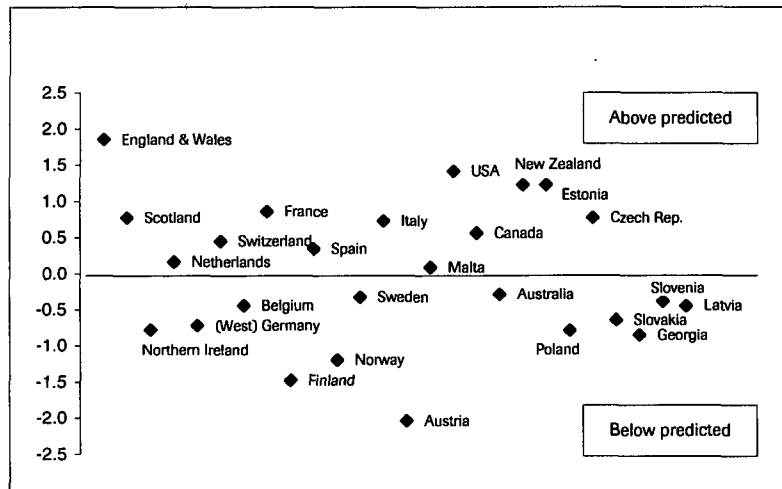 2.5
Above predicted
2.0
England & Wales
1.5
USA
New Zealand
Estonia
1.0
Scotland
France
Italy
Canada
Czech Rep.
0.5
Switzerland
Spain
Netherlands
Malta
0.0
Slovenia
Belgium
Sweden
Australia
Latvia
-0.5
(West) Germany
Slovakia
Northern Ireland
Poland
Georgia
-1.0
Norway
Finland
-1.5
-2.0
Austria
Below predicted
-2.5